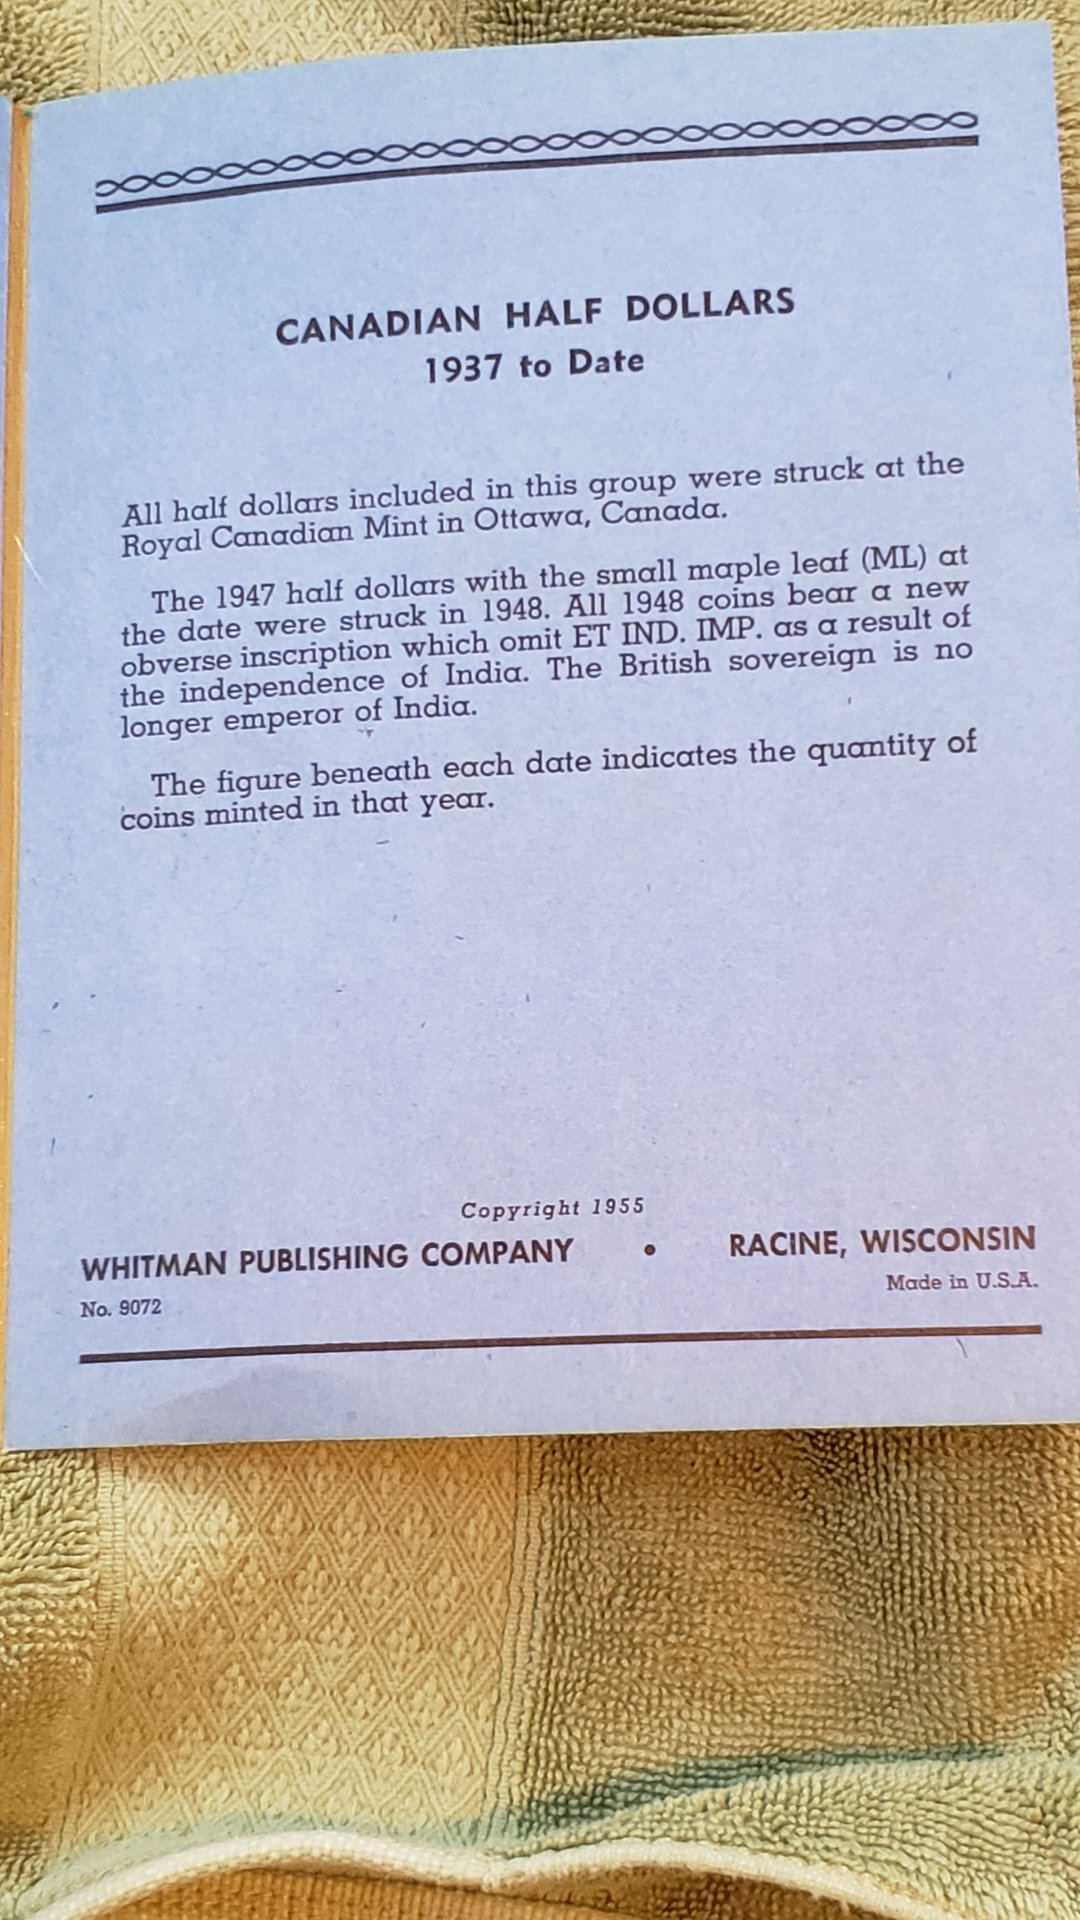 CANADIAN HALF DOLLARS
1937 to Date
All half dollars included in this group were struck at the
Royal Canadian Mint in Ottawa, Canada.
The 1947 half dollars with the small maple leaf (ML) at
the date were struck in 1948. All 1948 coins bear a new
obverse inscription which omit ET IND. IMP. as a result of
the independence of India. The British sovereign is no
longer emperor of India.
The figure beneath each date indicates the quantity of
coins minted in that year.
Copyright 1955
WHITMAN PUBLISHING COMPANY • RACINE, WISCONSIN
No. 9072 Made in U.S.A.